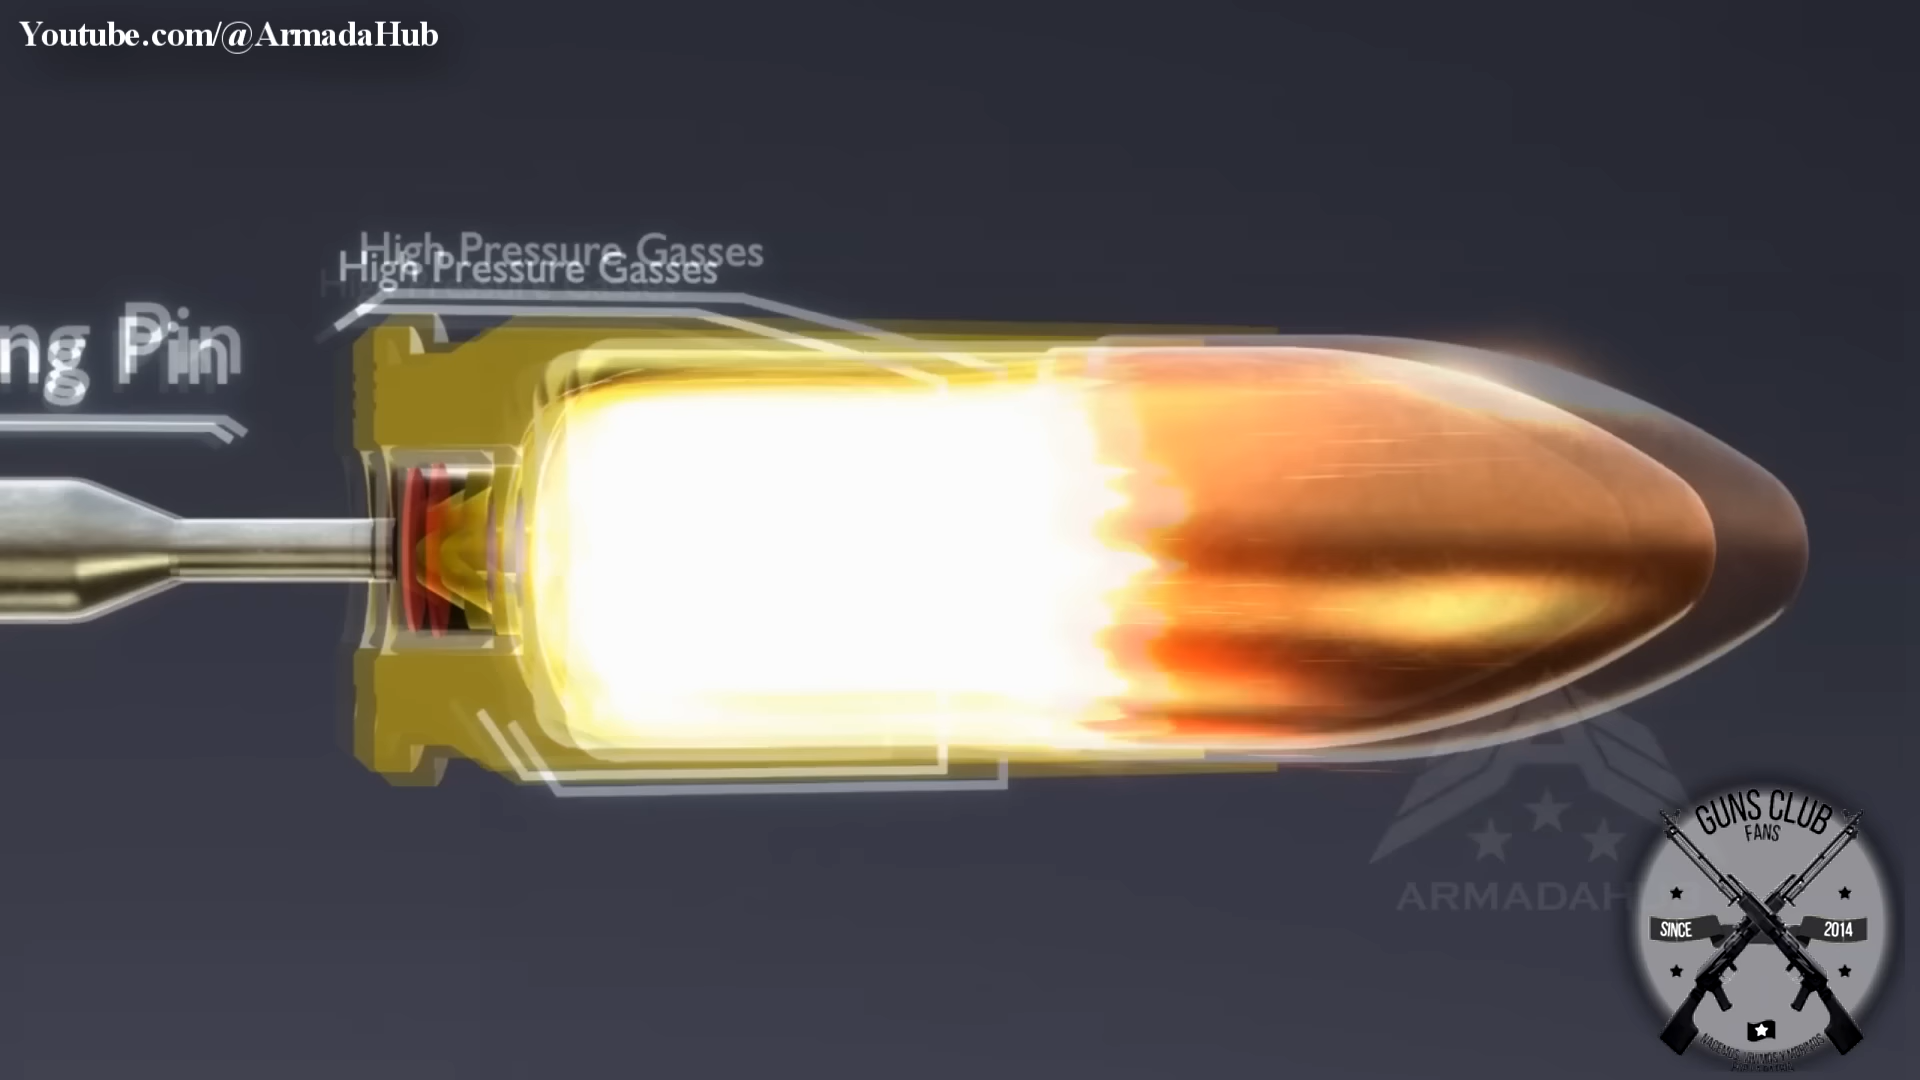 Youtube.com/@ArmadaHub
High Pressure Gasses
High Pressure Gasses
ng Pin
ARMADAH
GUNS CLUB
FANS
SINCE
2014